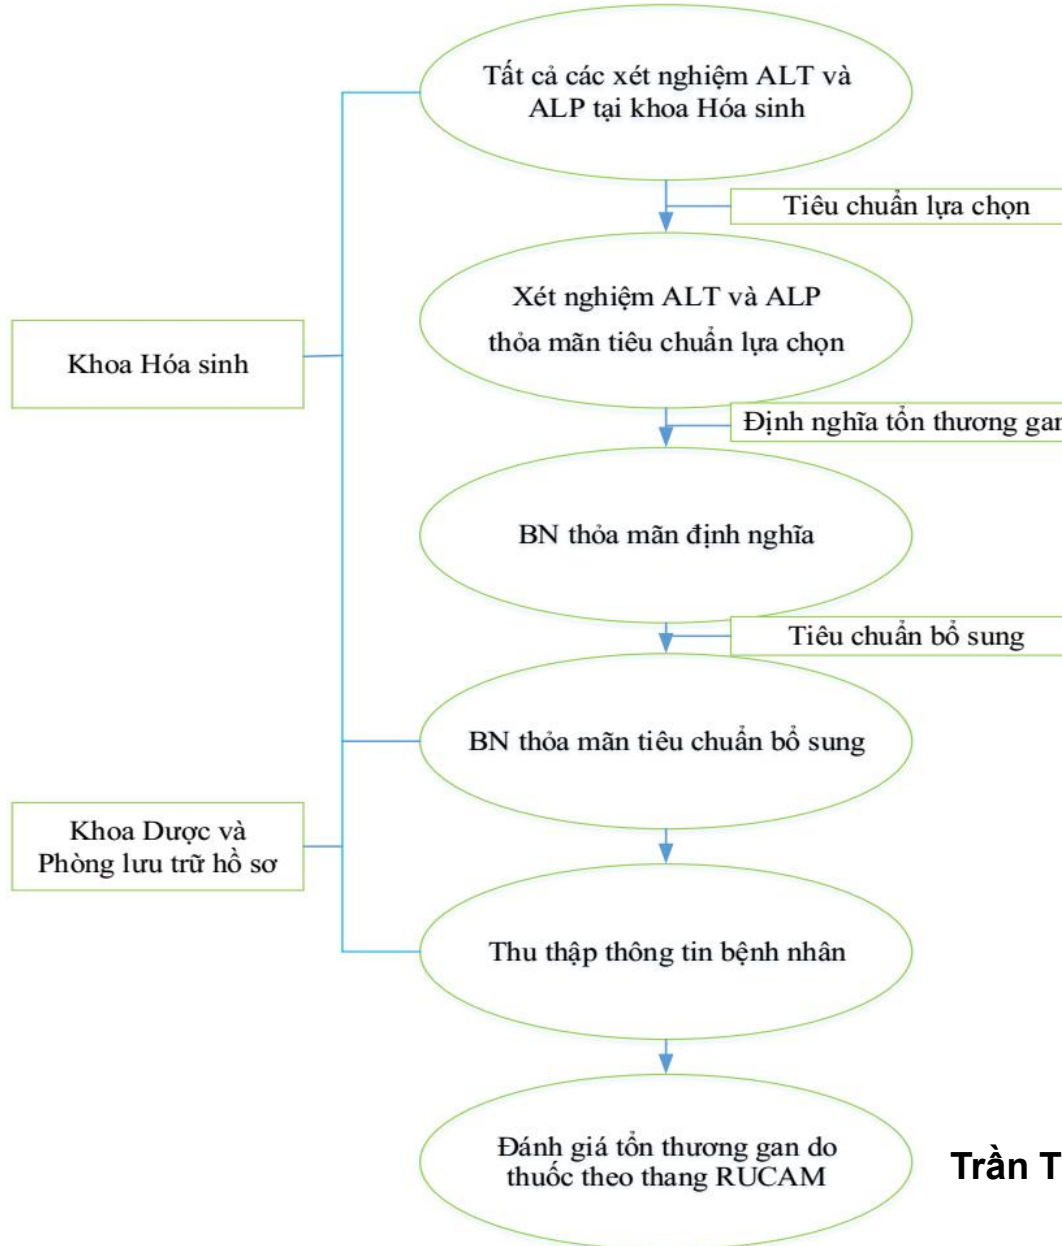 Tất cả các xét nghiệm ALT và
ALP tại khoa Hóa sinh
Tiêu chuẩn lựa chọn
Xét nghiệm ALT và ALP
thỏa mãn tiêu chuẩn lựa chọn
Khoa Hóa sinh
Định nghĩa tổn thương gan
BN thỏa mãn định nghĩa
Tiêu chuẩn bổ sung
BN thỏa mãn tiêu chuẩn bổ sung
Khoa Dược và
Phòng lưu trữ hồ sơ
Thu thập thông tin bệnh nhân
Đánh giá tổn thương gan do
thuốc theo thang RUCAM
Trần T